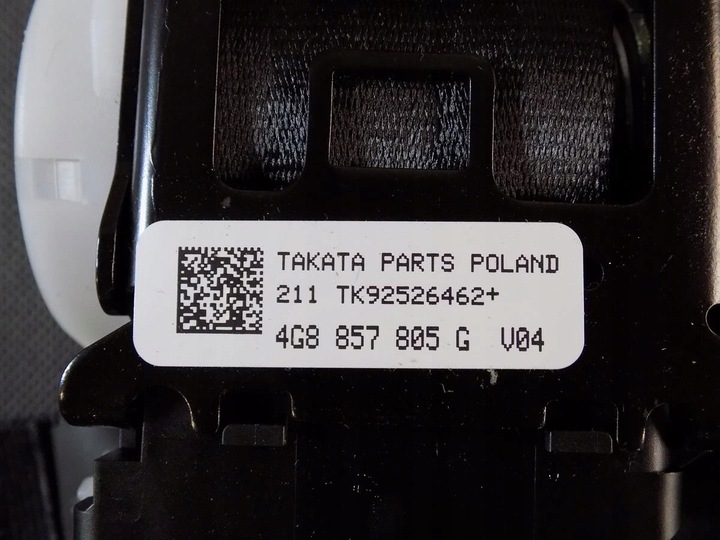 TAKATA PARTS POLAND
211 TK92526462+
4G8 857 805 G V04